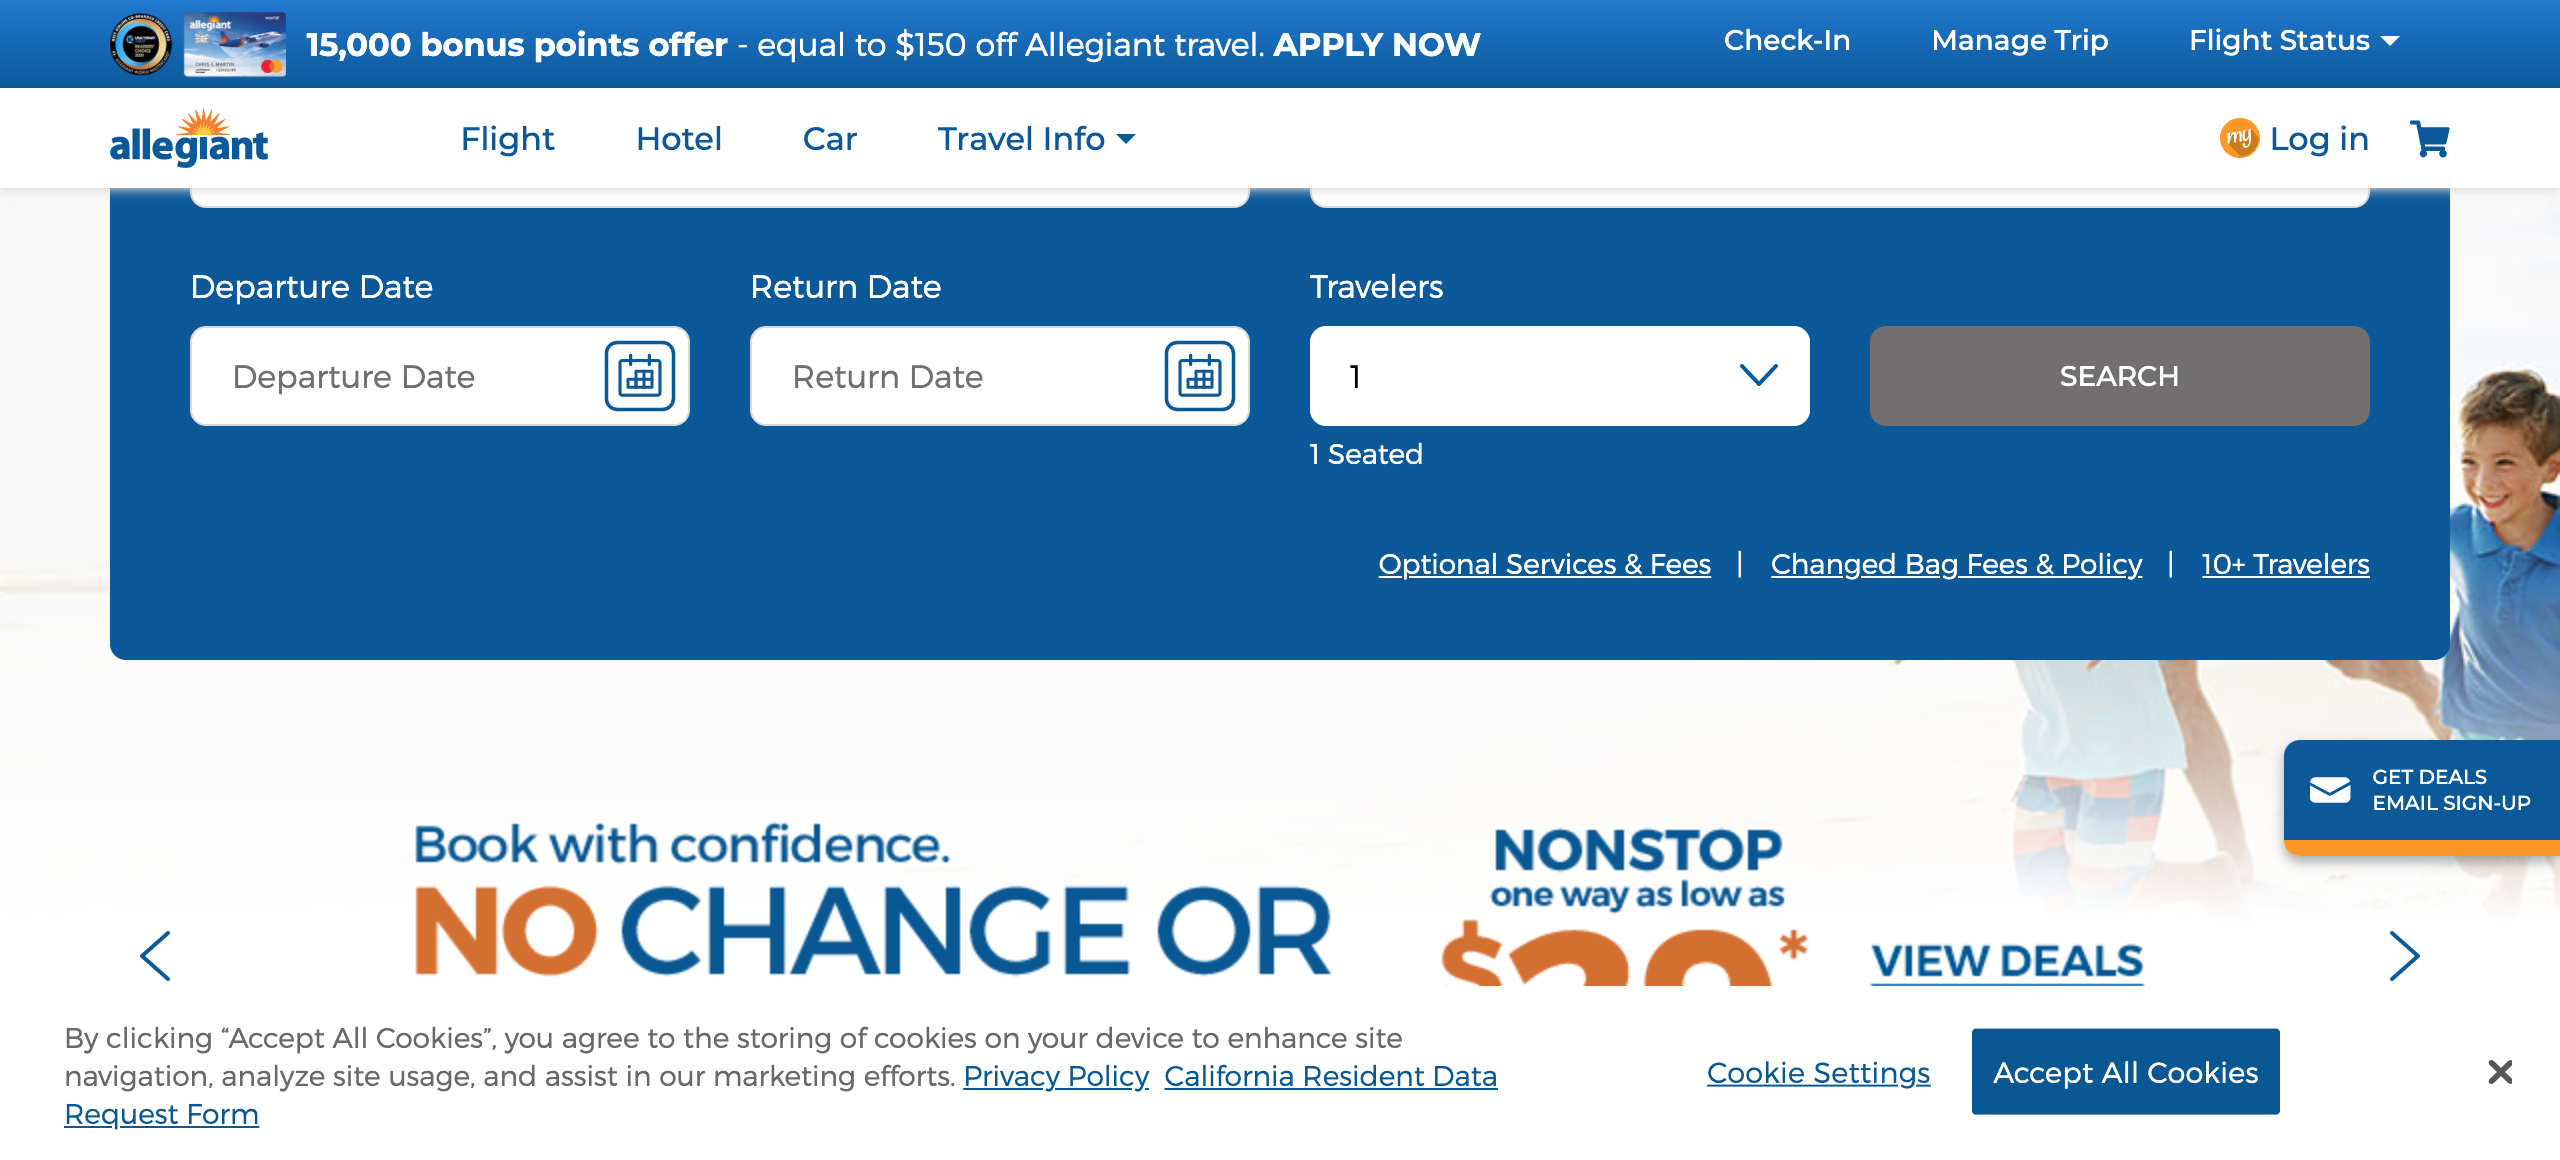 15,000 bonus points offer - equal to $150 off Allegiant travel. APPLY NOW
Check-In
Manage Trip
Flight Status
allegiant
Flight
Hotel
Car
Travel Info
my
Log in
Departure Date
Return Date
Travelers
Departure Date
Return Date
1
SEARCH
1 Seated
Optional Services & Fees | Changed Bag Fees & Policy | 10+ Travelers
GET DEALS
EMAIL SIGN-UP
Book with confidence.
NO CHANGE OR
NONSTOP
one way as low as
VIEW DEALS
By clicking “Accept All Cookies”, you agree to the storing of cookies on your device to enhance site
navigation, analyze site usage, and assist in our marketing efforts. Privacy Policy California Resident Data
Request Form
Cookie Settings
Accept All Cookies